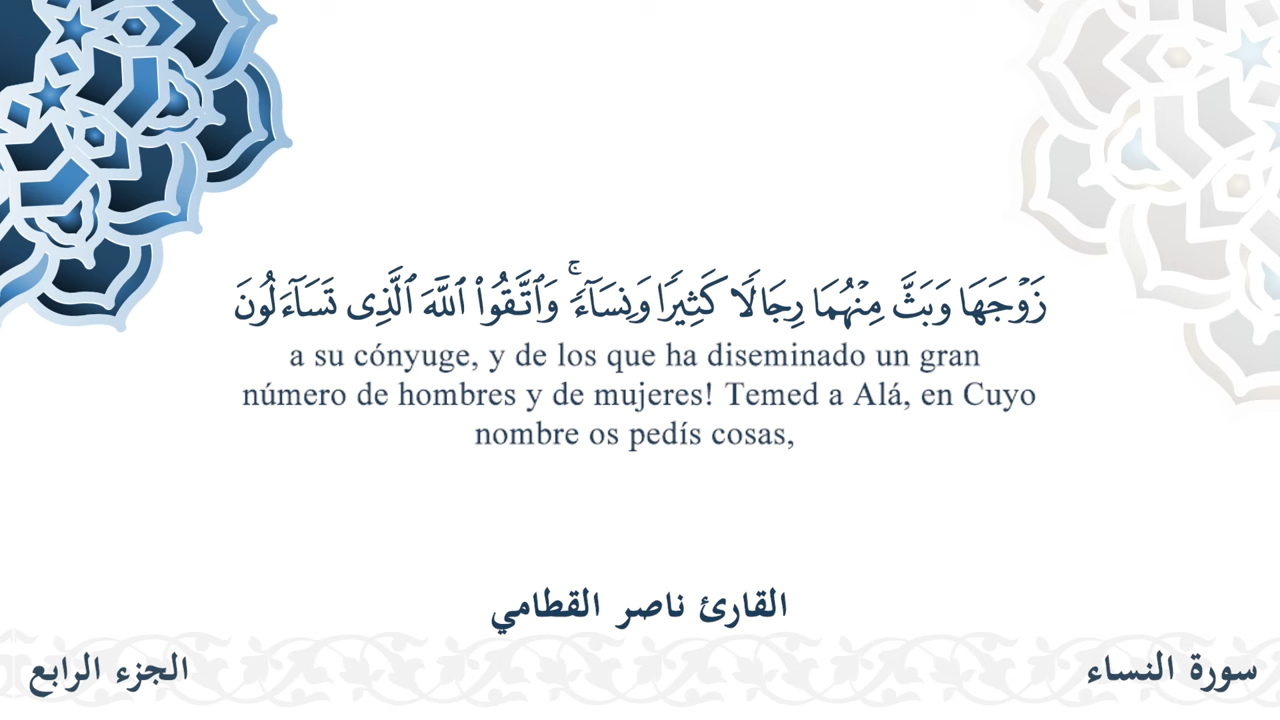 زَوْجَهَا وَبَثَّ مِنْهُمَا رِجَالًا كَثِيرًا وَنِسَآءً ۚ وَٱتَّقُوا۟ ٱللَّهَ ٱلَّذِى تَسَآءَلُونَ
a su cónyuge, y de los que ha diseminado un gran
número de hombres y de mujeres! Temed a Alá, en Cuyo
nombre os pedís cosas,
القارئ ناصر القطامي
سورة النساء
الجزء الرابع